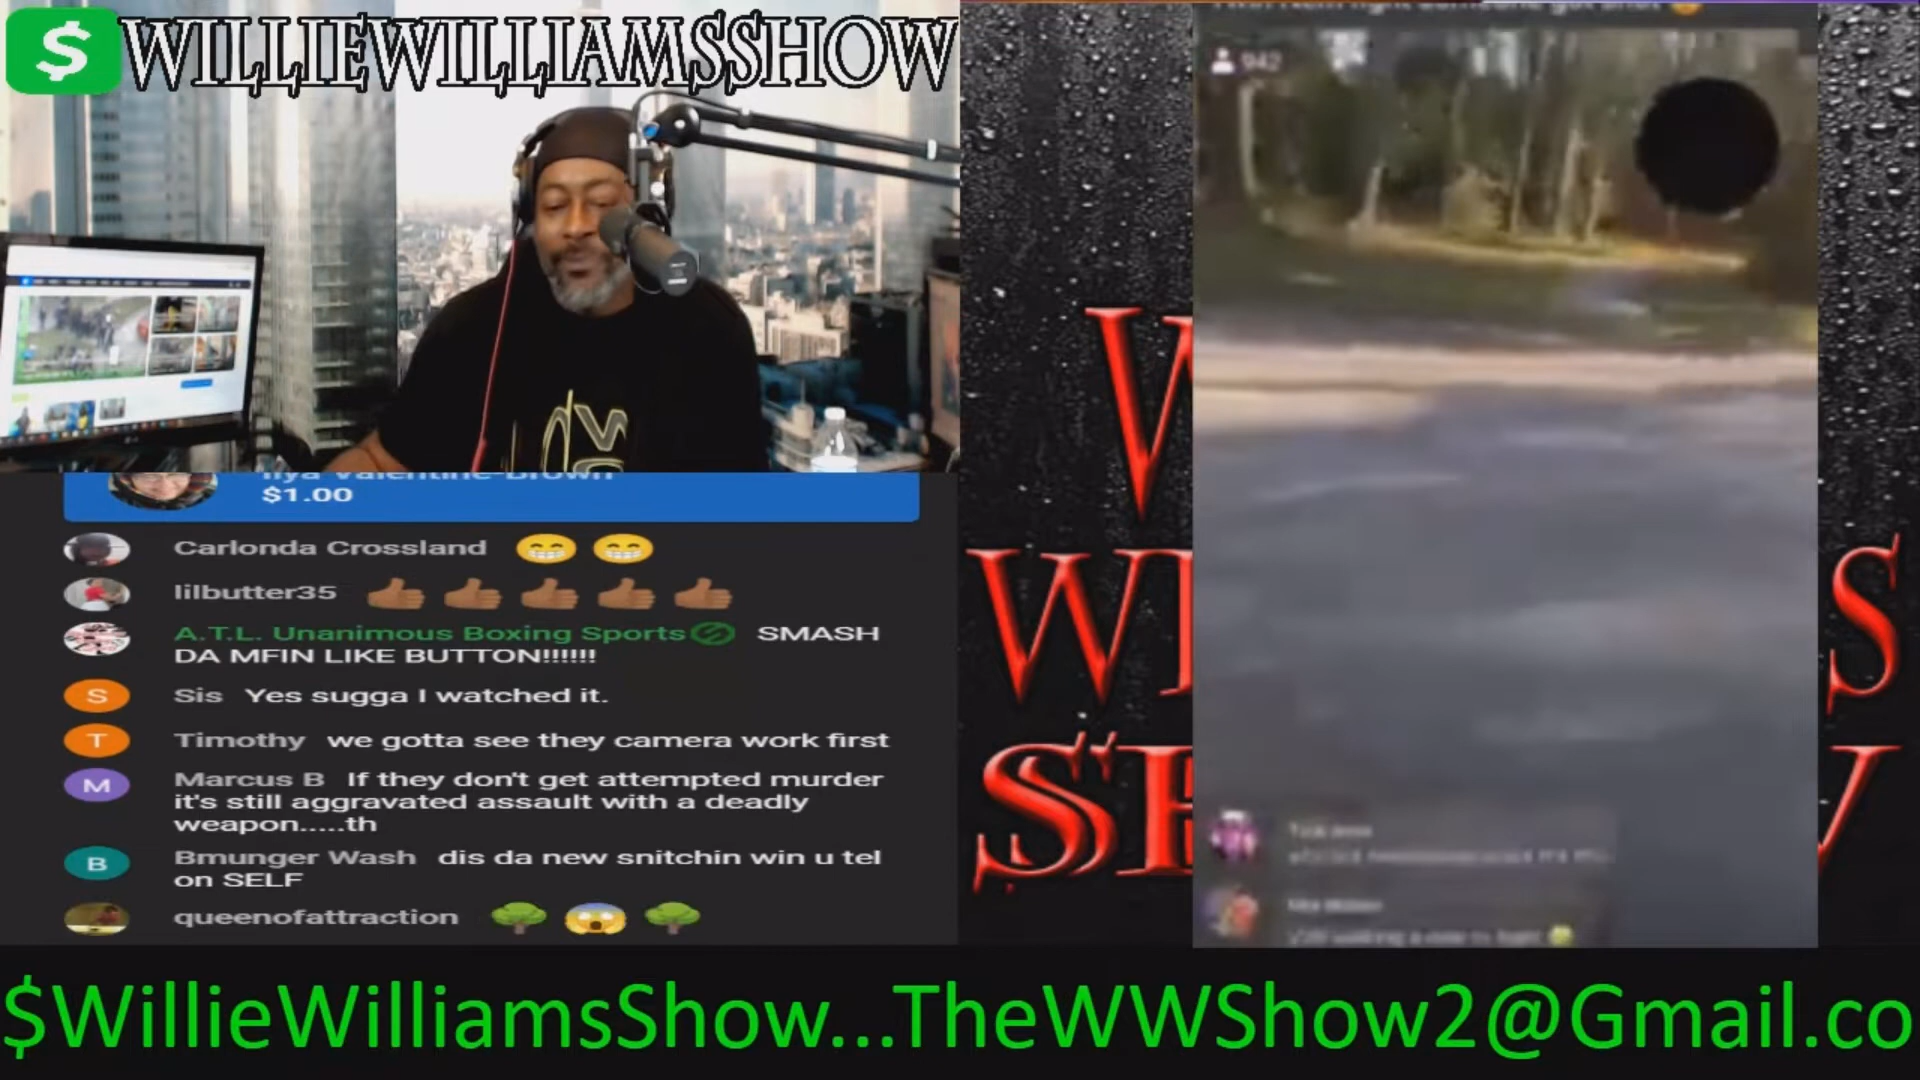 $ WILLIEWILLIAMSSHOW
942
$1.00
Carlonda Crossland 😁 😁
lilbutter35 👍🏾 👍🏾 👍🏾 👍🏾 👍🏾
A.T.L. Unanimous Boxing Sports SMASH
DA MFIN LIKE BUTTON!!!!!!
S Sis Yes sugga I watched it.
T Timothy we gotta see they camera work first
M Marcus B If they don't get attempted murder
it's still aggravated assault with a deadly
weapon.....th
B Bmunger Wash dis da new snitchin win u tel
on SELF
queenofattraction 🌳 😱 🌳
W
WI
S
SH
W
$WillieWilliamsShow...TheWWShow2@Gmail.co